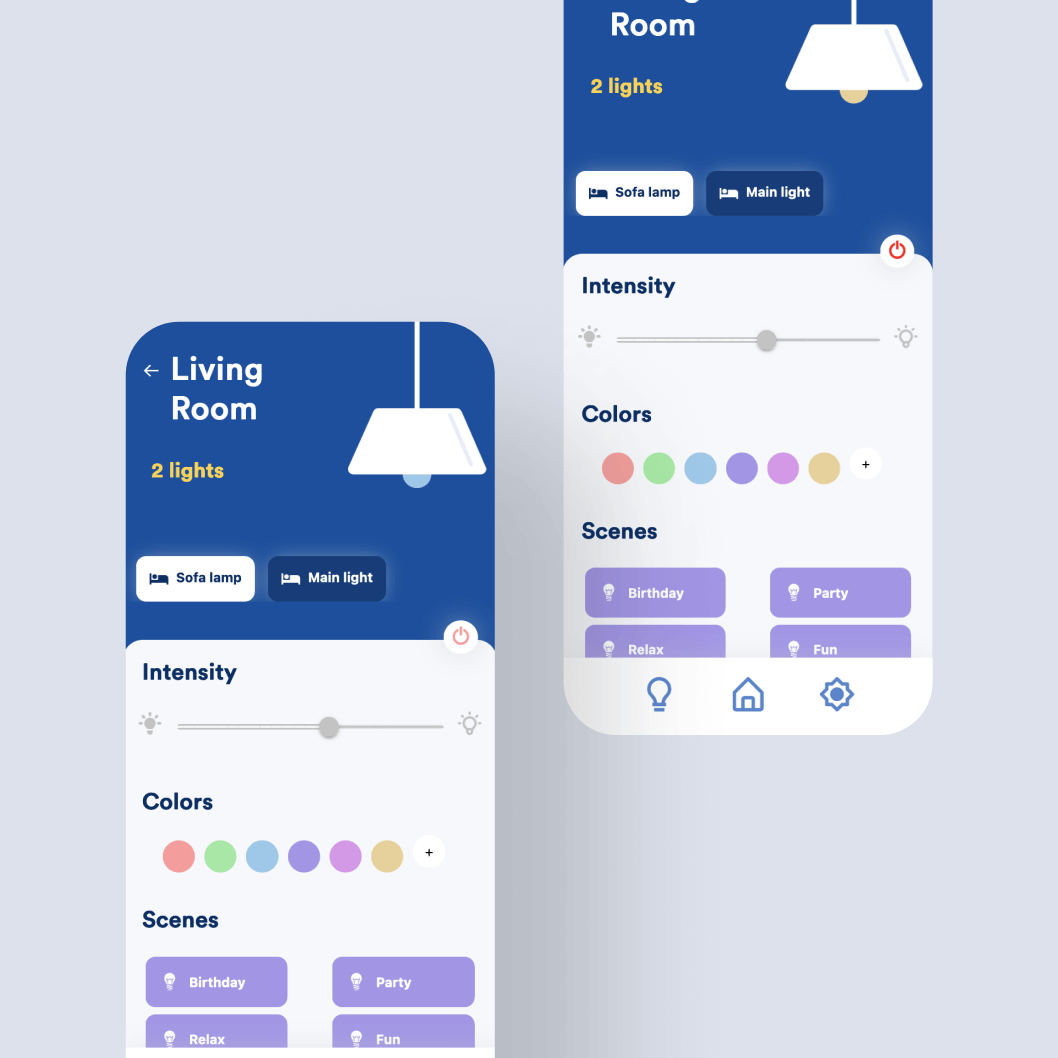 Living
Room
2 lights
Sofa lamp
Main light
Intensity
Colors
+
Scenes
Birthday
Party
Relax
Fun
Room
2 lights
Sofa lamp
Main light
Intensity
Colors
+
Scenes
Birthday
Party
Relax
Fun